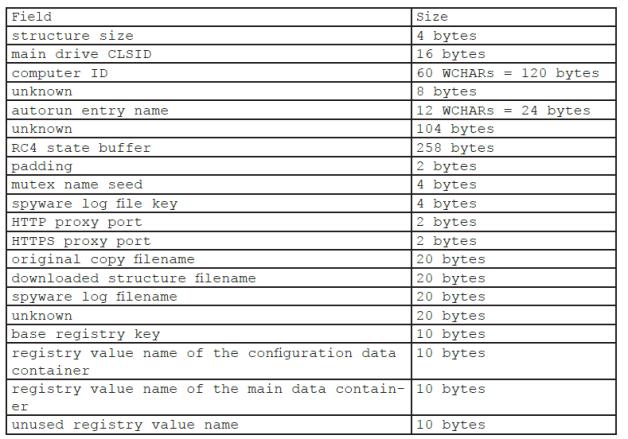 Field Size
structure size 4 bytes
main drive CLSID 16 bytes
computer ID 60 WCHARs = 120 bytes
unknown 8 bytes
autorun entry name 12 WCHARs = 24 bytes
unknown 104 bytes
RC4 state buffer 258 bytes
padding 2 bytes
mutex name seed 4 bytes
spyware log file key 4 bytes
HTTP proxy port 2 bytes
HTTPS proxy port 2 bytes
original copy filename 20 bytes
downloaded structure filename 20 bytes
spyware log filename 20 bytes
unknown 20 bytes
base registry key 10 bytes
registry value name of the configuration data 10 bytes
container
registry value name of the main data contain- 10 bytes
er
unused registry value name 10 bytes